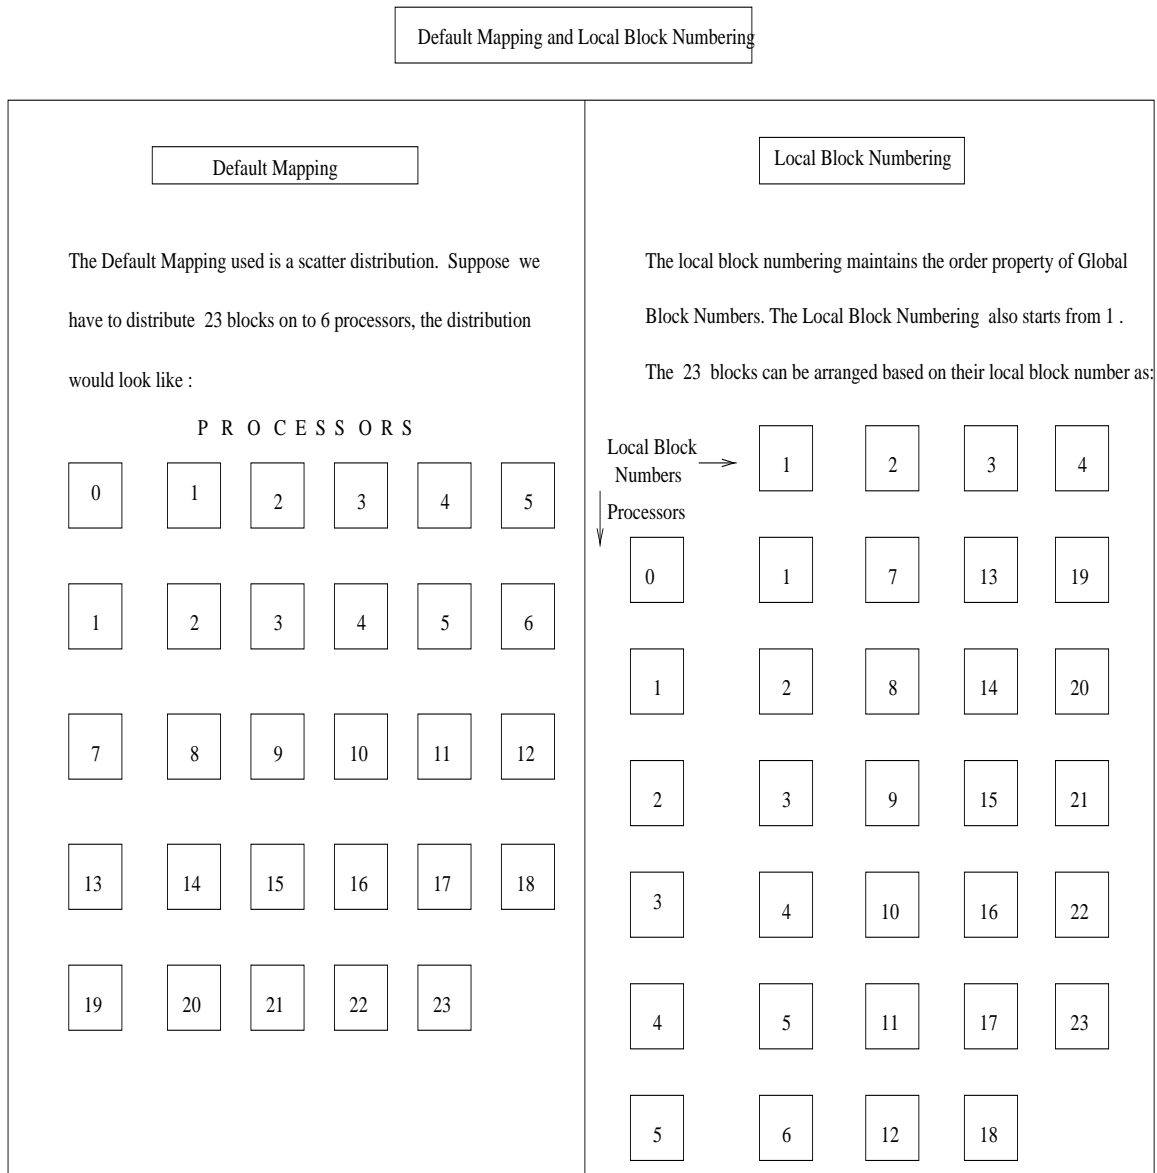 Default Mapping and Local Block Numbering
Default Mapping
The Default Mapping used is a scatter distribution. Suppose we
have to distribute 23 blocks on to 6 processors, the distribution
would look like :
P R O C E S S O R S
0 1 2 3 4 5
1 2 3 4 5 6
7 8 9 10 11 12
13 14 15 16 17 18
19 20 21 22 23
Local Block Numbering
The local block numbering maintains the order property of Global
Block Numbers. The Local Block Numbering also starts from 1 .
The 23 blocks can be arranged based on their local block number as:
Local Block
Numbers
1 2 3 4
Processors
0 1 7 13 19
1 2 8 14 20
2 3 9 15 21
3 4 10 16 22
4 5 11 17 23
5 6 12 18